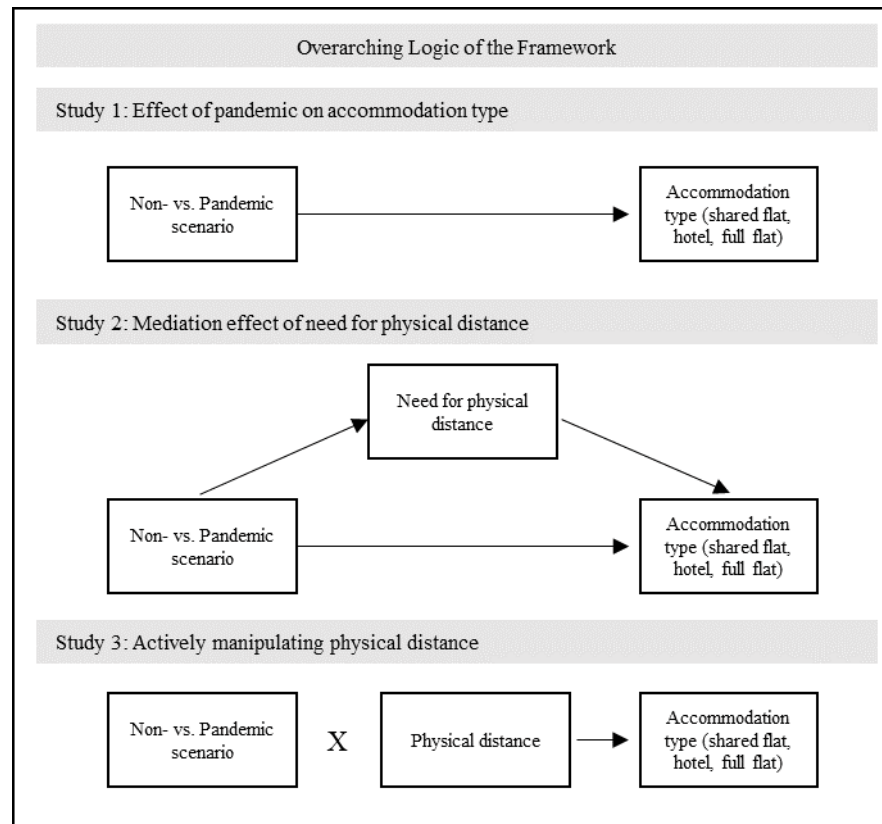 Overarching Logic of the Framework
Study 1: Effect of pandemic on accommodation type
Non- vs. Pandemic
scenario
Accommodation
type (shared flat,
hotel, full flat)
Study 2: Mediation effect of need for physical distance
Need for physical
distance
Non- vs. Pandemic
scenario
Accommodation
type (shared flat,
hotel, full flat)
Study 3: Actively manipulating physical distance
Non- vs. Pandemic
scenario
X
Physical distance
Accommodation
type (shared flat,
hotel, full flat)